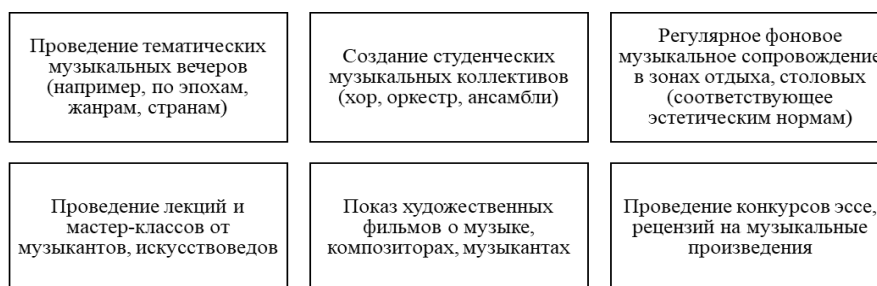 Проведение тематических
музыкальных вечеров
(например, по эпохам,
жанрам, странам)
Создание студенческих
музыкальных коллективов
(хор, оркестр, ансамбли)
Регулярное фоновое
музыкальное сопровождение
в зонах отдыха, столовых
(соответствующее
эстетическим нормам)
Проведение лекций и
мастер-классов от
музыкантов, искусствоведов
Показ художественных
фильмов о музыке,
композиторах, музыкантах
Проведение конкурсов эссе,
рецензий на музыкальные
произведения